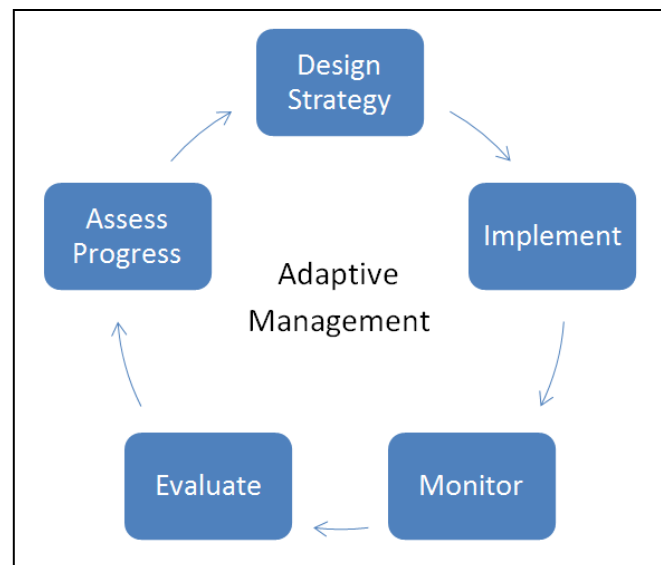 Design
Strategy
Implement
Monitor
Evaluate
Assess
Progress
Adaptive
Management